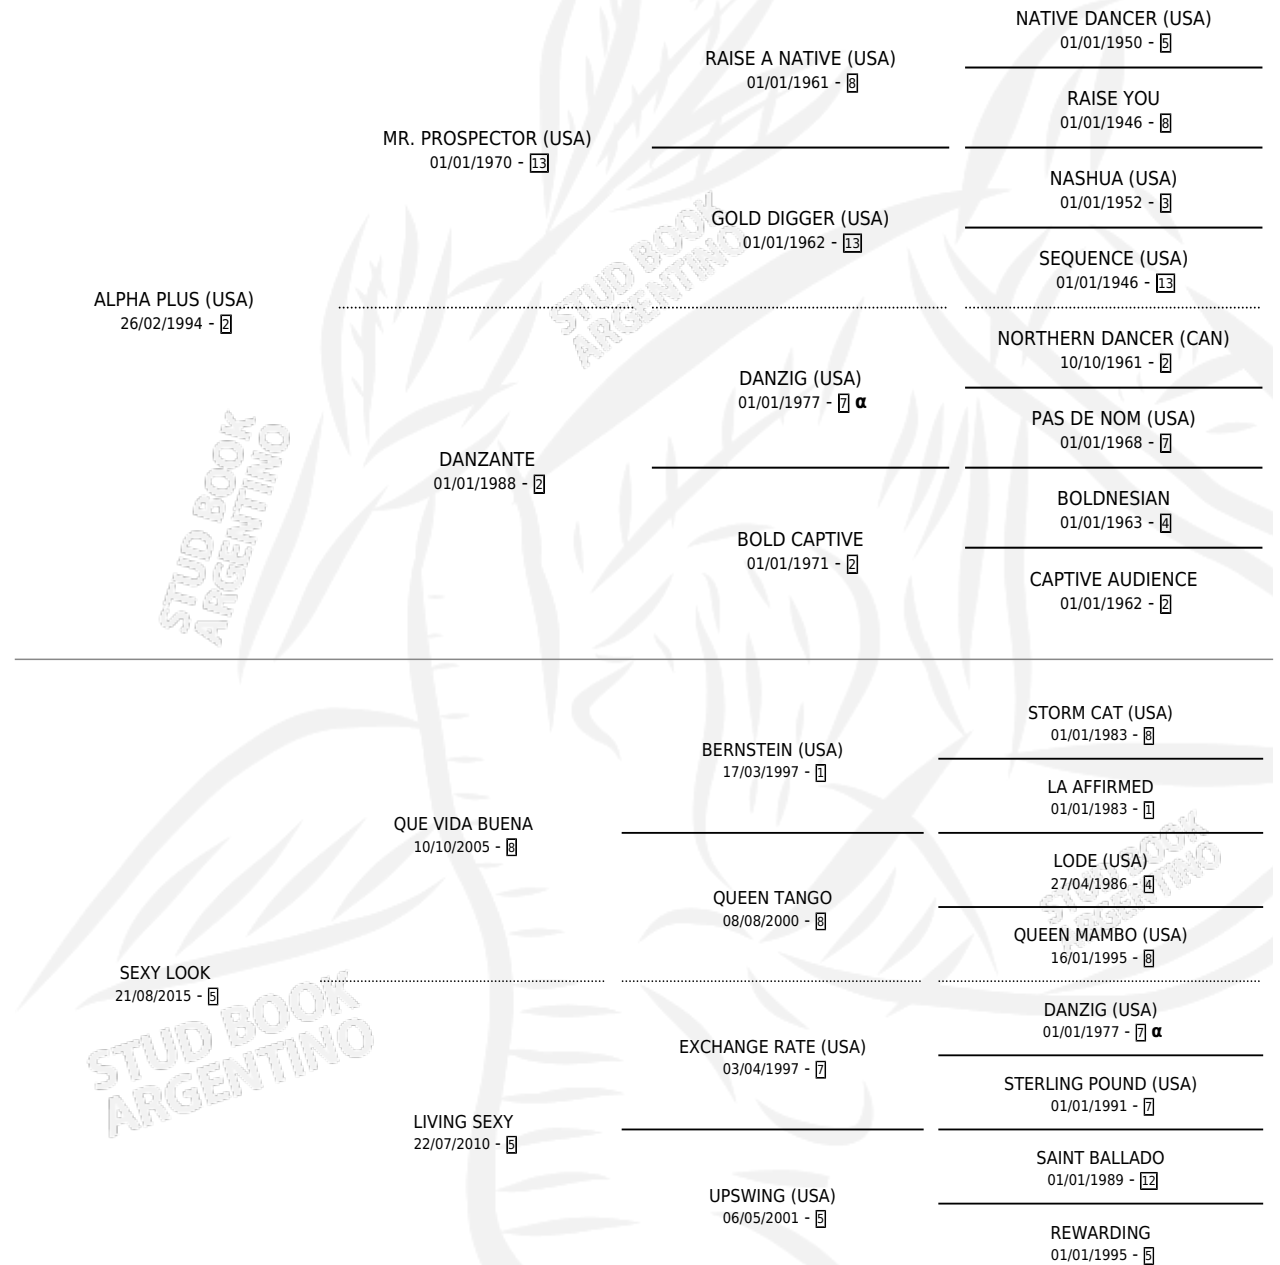 NATIVE DANCER (USA)
01/01/1950 - 5
RAISE A NATIVE (USA)
01/01/1961 - 8
RAISE YOU
01/01/1946 - 8
MR. PROSPECTOR (USA)
01/01/1970 - 13
NASHUA (USA)
01/01/1952 - 3
GOLD DIGGER (USA)
01/01/1962 - 13
SEQUENCE (USA)
01/01/1946 - 13
STUD BOOK
ARGENTINO
ALPHA PLUS (USA)
26/02/1994 - 2
NORTHERN DANCER (CAN)
10/10/1961 - 2
DANZIG (USA)
01/01/1977 - 7 α
PAS DE NOM (USA)
01/01/1968 - 7
DANZANTE
01/01/1988 - 2
BOLDNESIAN
01/01/1963 - 4
BOLD CAPTIVE
01/01/1971 - 2
CAPTIVE AUDIENCE
01/01/1962 - 2
STUD BOOK
ARGENTINO
STORM CAT (USA)
01/01/1983 - 8
BERNSTEIN (USA)
17/03/1997 - 1
LA AFFIRMED
01/01/1983 - 1
QUE VIDA BUENA
10/10/2005 - 8
LODE (USA)
27/04/1986 - 4
QUEEN TANGO
08/08/2000 - 8
QUEEN MAMBO (USA)
16/01/1995 - 8
STUD BOOK
ARGENTINO
SEXY LOOK
21/08/2015 - 5
DANZIG (USA)
01/01/1977 - 7 α
EXCHANGE RATE (USA)
03/04/1997 - 7
STERLING POUND (USA)
01/01/1991 - 7
LIVING SEXY
22/07/2010 - 5
SAINT BALLADO
01/01/1989 - 12
UPSWING (USA)
06/05/2001 - 5
REWARDING
01/01/1995 - 5
STUD BOOK
ARGENTINO